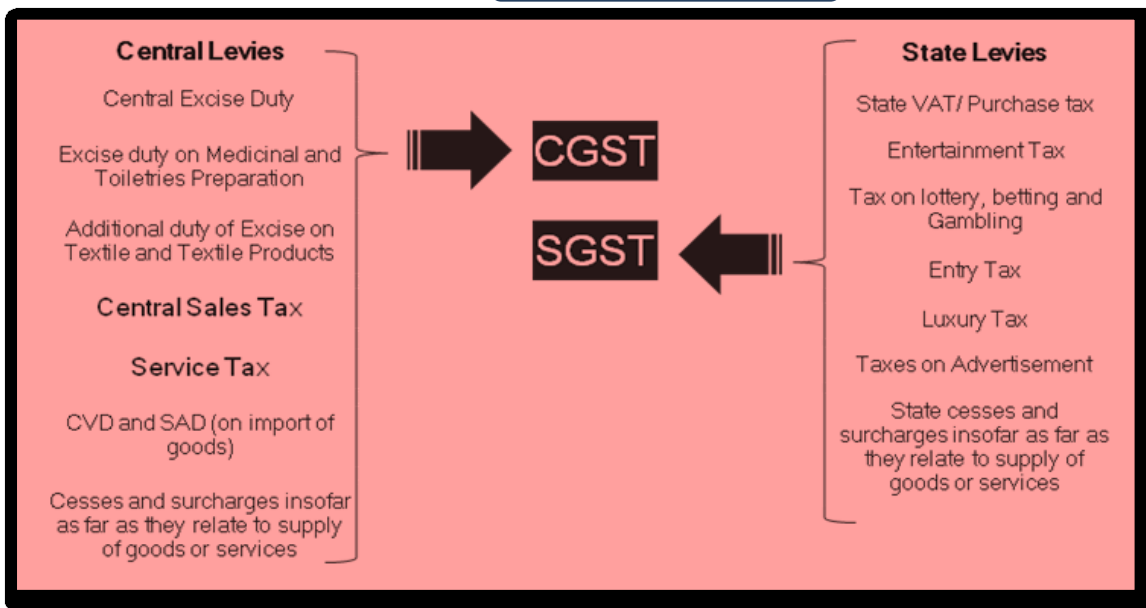 Central Levies
Central Excise Duty
Excise duty on Medicinal and
Toiletries Preparation
Additional duty of Excise on
Textile and Textile Products
Central Sales Tax
Service Tax
CVD and SAD (on import of
goods)
Cesses and surcharges insofar
as far as they relate to supply
of goods or services
CGST
SGST
State Levies
State VAT/ Purchase tax
Entertainment Tax
Tax on lottery, betting and
Gambling
Entry Tax
Luxury Tax
Taxes on Advertisement
State cesses and
surcharges insofar as far as
they relate to supply of
goods or services